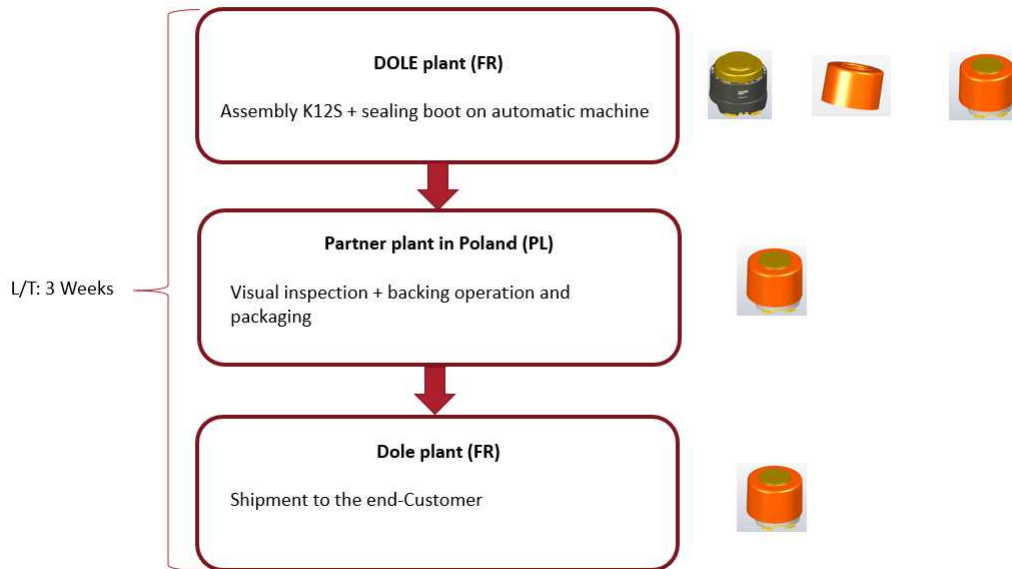 DOLE plant (FR)
Assembly K12S + sealing boot on automatic machine
Partner plant in Poland (PL)
Visual inspection + backing operation and
packaging
L/T: 3 Weeks
Dole plant (FR)
Shipment to the end-Customer